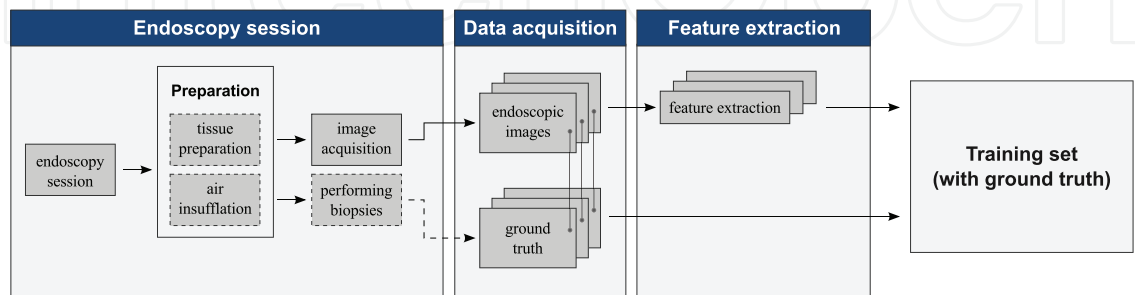 Endoscopy session
Data acquisition
Feature extraction
Preparation
tissue
preparation
air
insufflation
endoscopy
session
image
acquisition
performing
biopsies
endoscopic
images
ground
truth
feature extraction
Training set
(with ground truth)